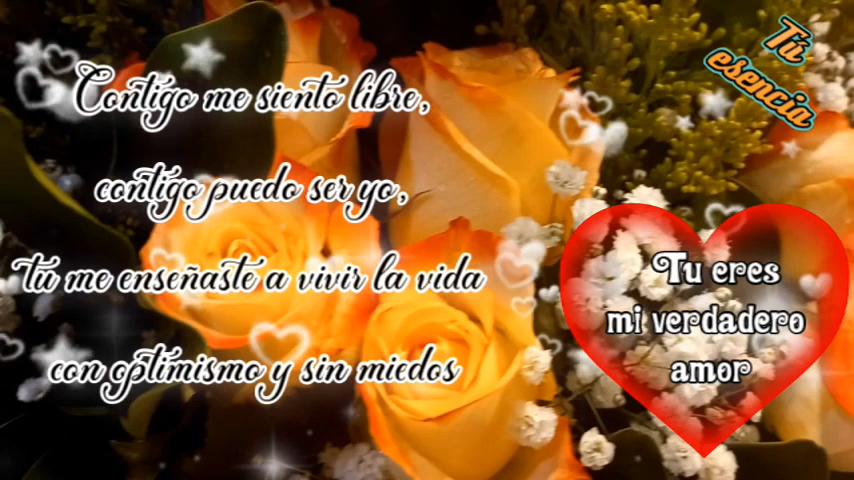 Contigo me siento libre,
contigo puedo ser yo,
tu me enseñaste a vivir la vida
con optimismo y sin miedos
Tú
esencia
Tu eres
mi verdadero
amor